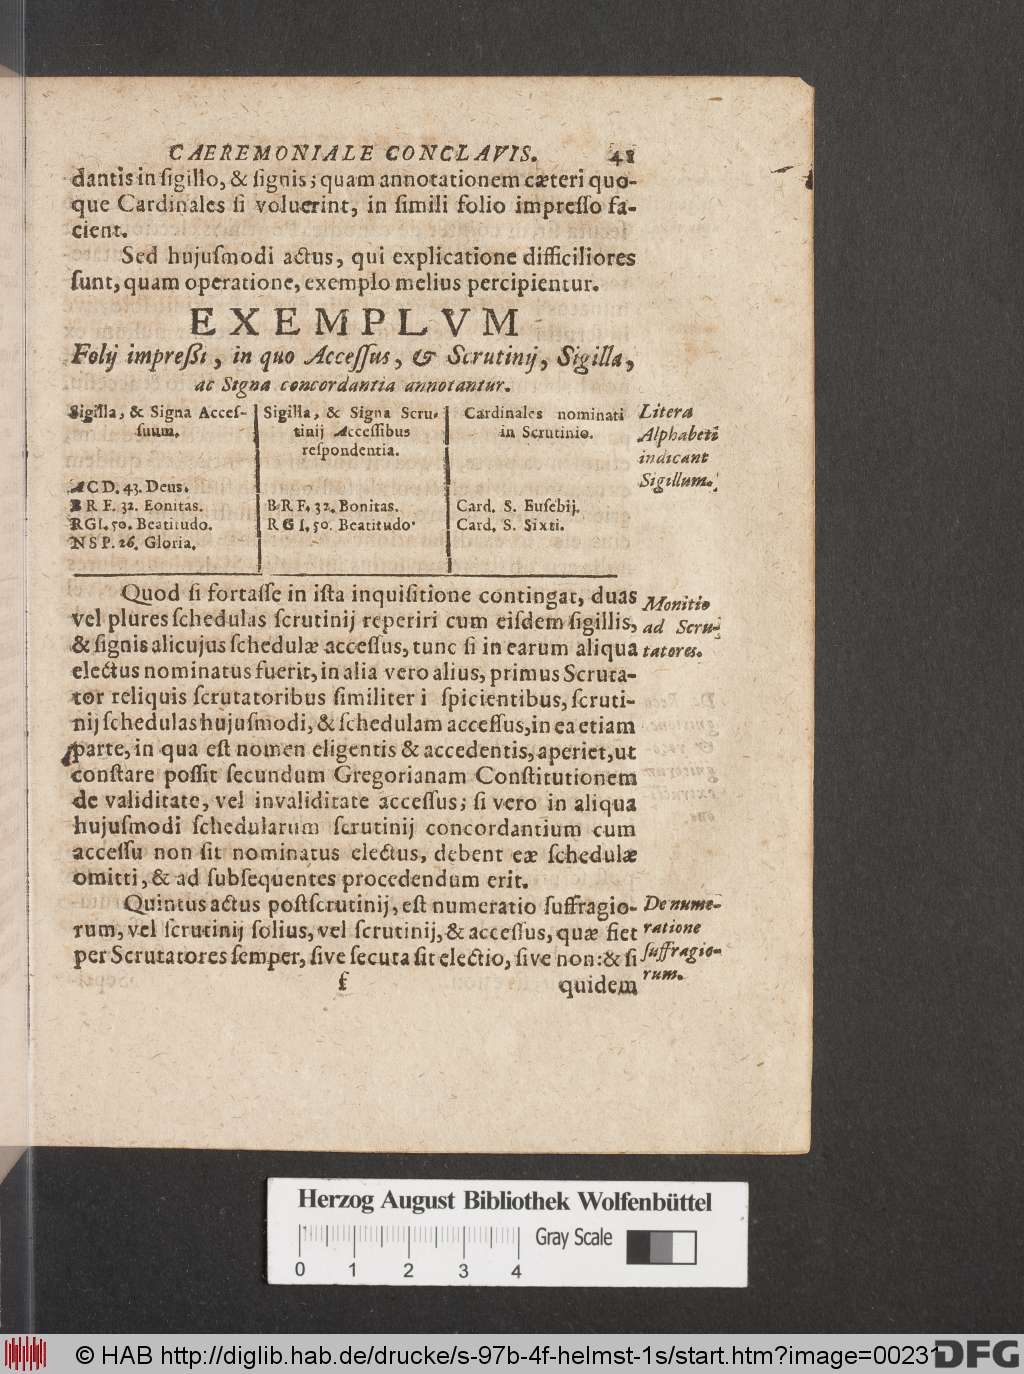 CAEREMONIALE CONCLAVIS. 41
dantis in ſigillo, & ſignis; quam annotationem cæteri quo-
que Cardinales ſi voluerint, in ſimili folio impreſſo fa-
cient.
Sed hujuſmodi actus, qui explicatione difficiliores
ſunt, quam operatione, exemplo melius percipientur.
EXEMPLVM
Folij impreßi, in quo Acceſſus, & Scrutinij, Sigilla,
ac Signa concordantia annotantur.
Sigilla, & Signa Acceſ-
ſuum.
A C D. 43. Deus.
B R F. 32. Bonitas.
R G I. 50. Beatitudo.
N S P. 26. Gloria.
Sigilla, & Signa Scru-
tinij Acceſſibus
reſpondentia.
B R F. 32. Bonitas.
R G I. 50. Beatitudo.
Cardinales nominati
in Scrutinio.
Card. S. Euſebij.
Card. S. Sixti.
Litera
Alphabeti
indicant
Sigillum.
Quod ſi fortaſſe in iſta inquiſitione contingat, duas
vel plures ſchedulas ſcrutinij reperiri cum eiſdem ſigillis,
& ſignis alicujus ſchedulæ acceſſus, tunc ſi in earum aliqua
electus nominatus fuerit, in alia vero alius, primus Scruta-
tor reliquis ſcrutatoribus ſimiliter i ſpicientibus, ſcruti-
nij ſchedulas hujuſmodi, & ſchedulam acceſſus, in ea etiam
parte, in qua eſt nomen eligentis & accedentis, aperiet, ut
conſtare poſſit ſecundum Gregorianam Conſtitutionem
de validitate, vel invaliditate acceſſus; ſi vero in aliqua
hujuſmodi ſchedularum ſcrutinij concordantium cum
acceſſu non ſit nominatus electus, debent eæ ſchedulæ
omitti, & ad ſubſequentes procedendum erit.
Monitio
ad Scru-
tatores.
Quintus actus poſtſcrutinij, eſt numeratio ſuffragio-
rum, vel ſcrutinij ſolius, vel ſcrutinij, & acceſſus, quæ fiet
per Scrutatores ſemper, ſive ſecuta ſit electio, ſive non: & ſi
De nume-
ratione
ſuffragio-
rum.
f quidem
Herzog August Bibliothek Wolfenbüttel
Gray Scale
0 1 2 3 4
© HAB http://diglib.hab.de/drucke/s-97b-4f-helmst-1s/start.htm?image=00231
DFG